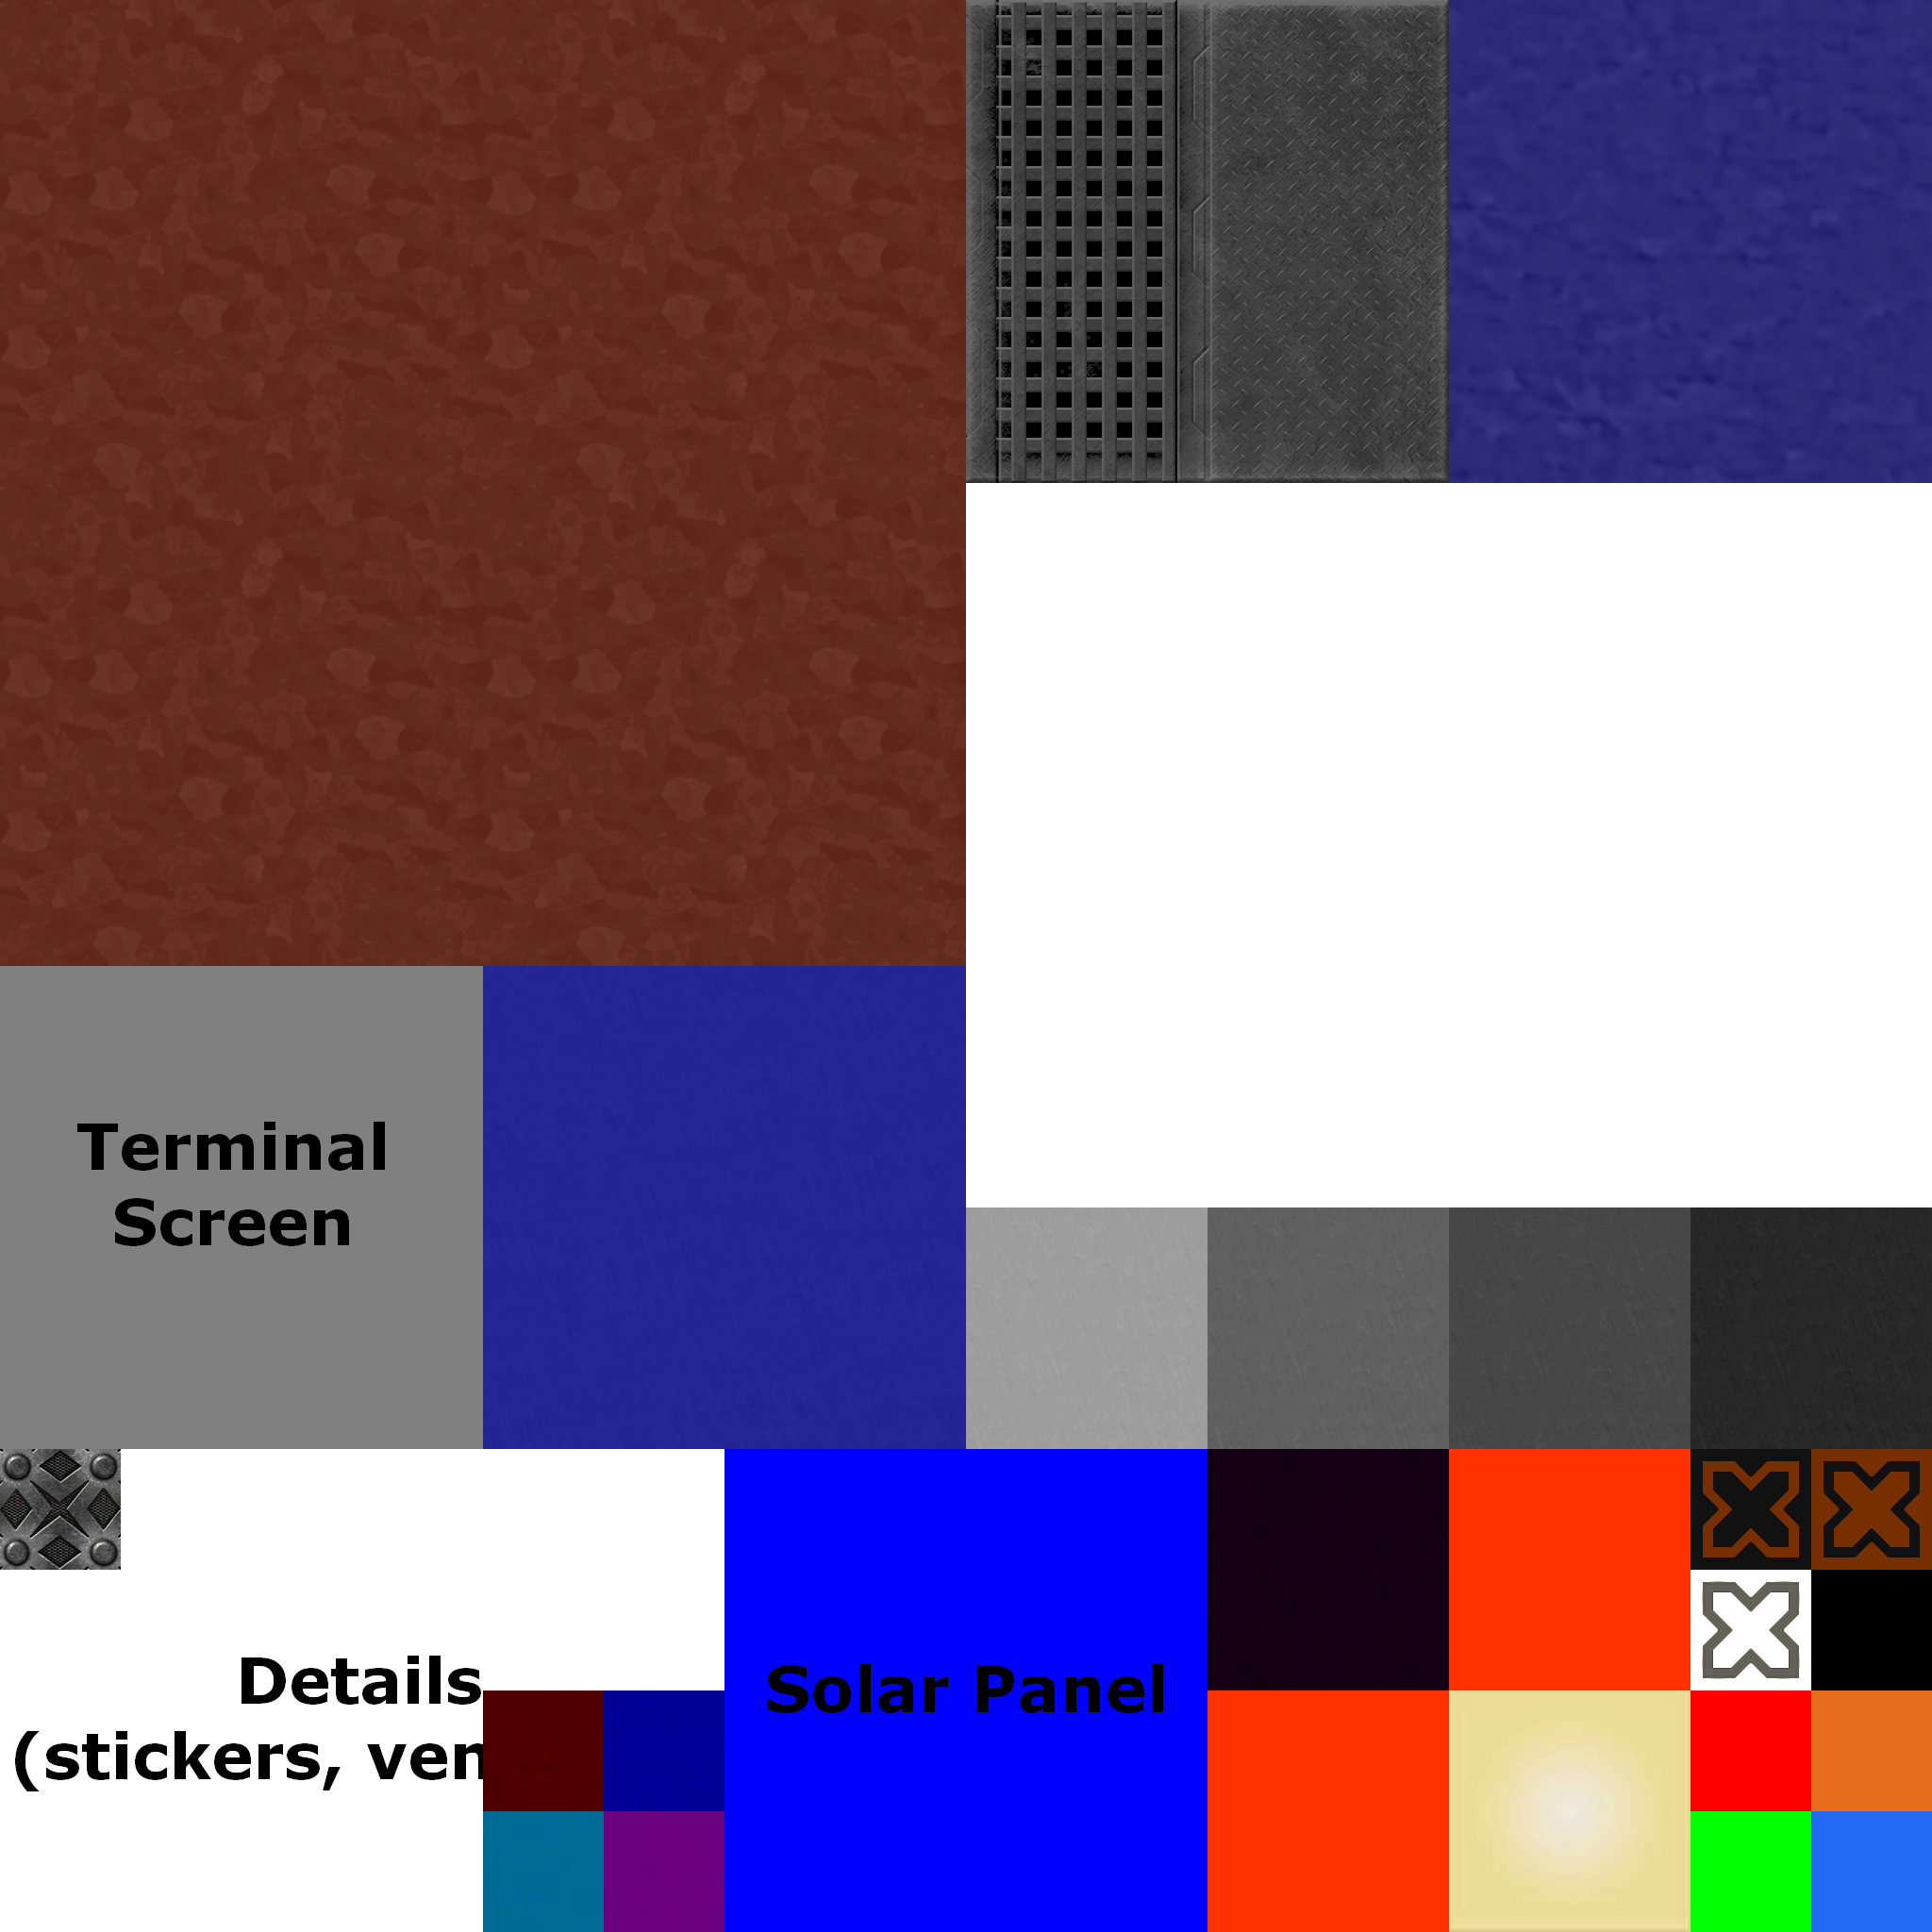 Terminal
Screen
Details
(stickers, ven
Solar Panel